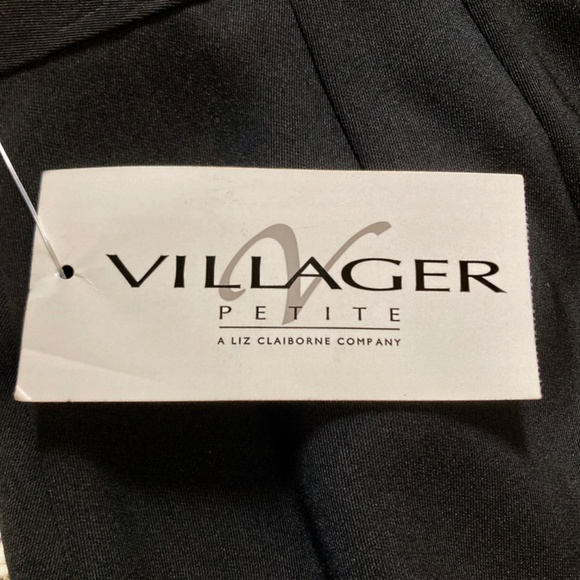 VILLAGER
PETITE
A LIZ CLAIBORNE COMPANY